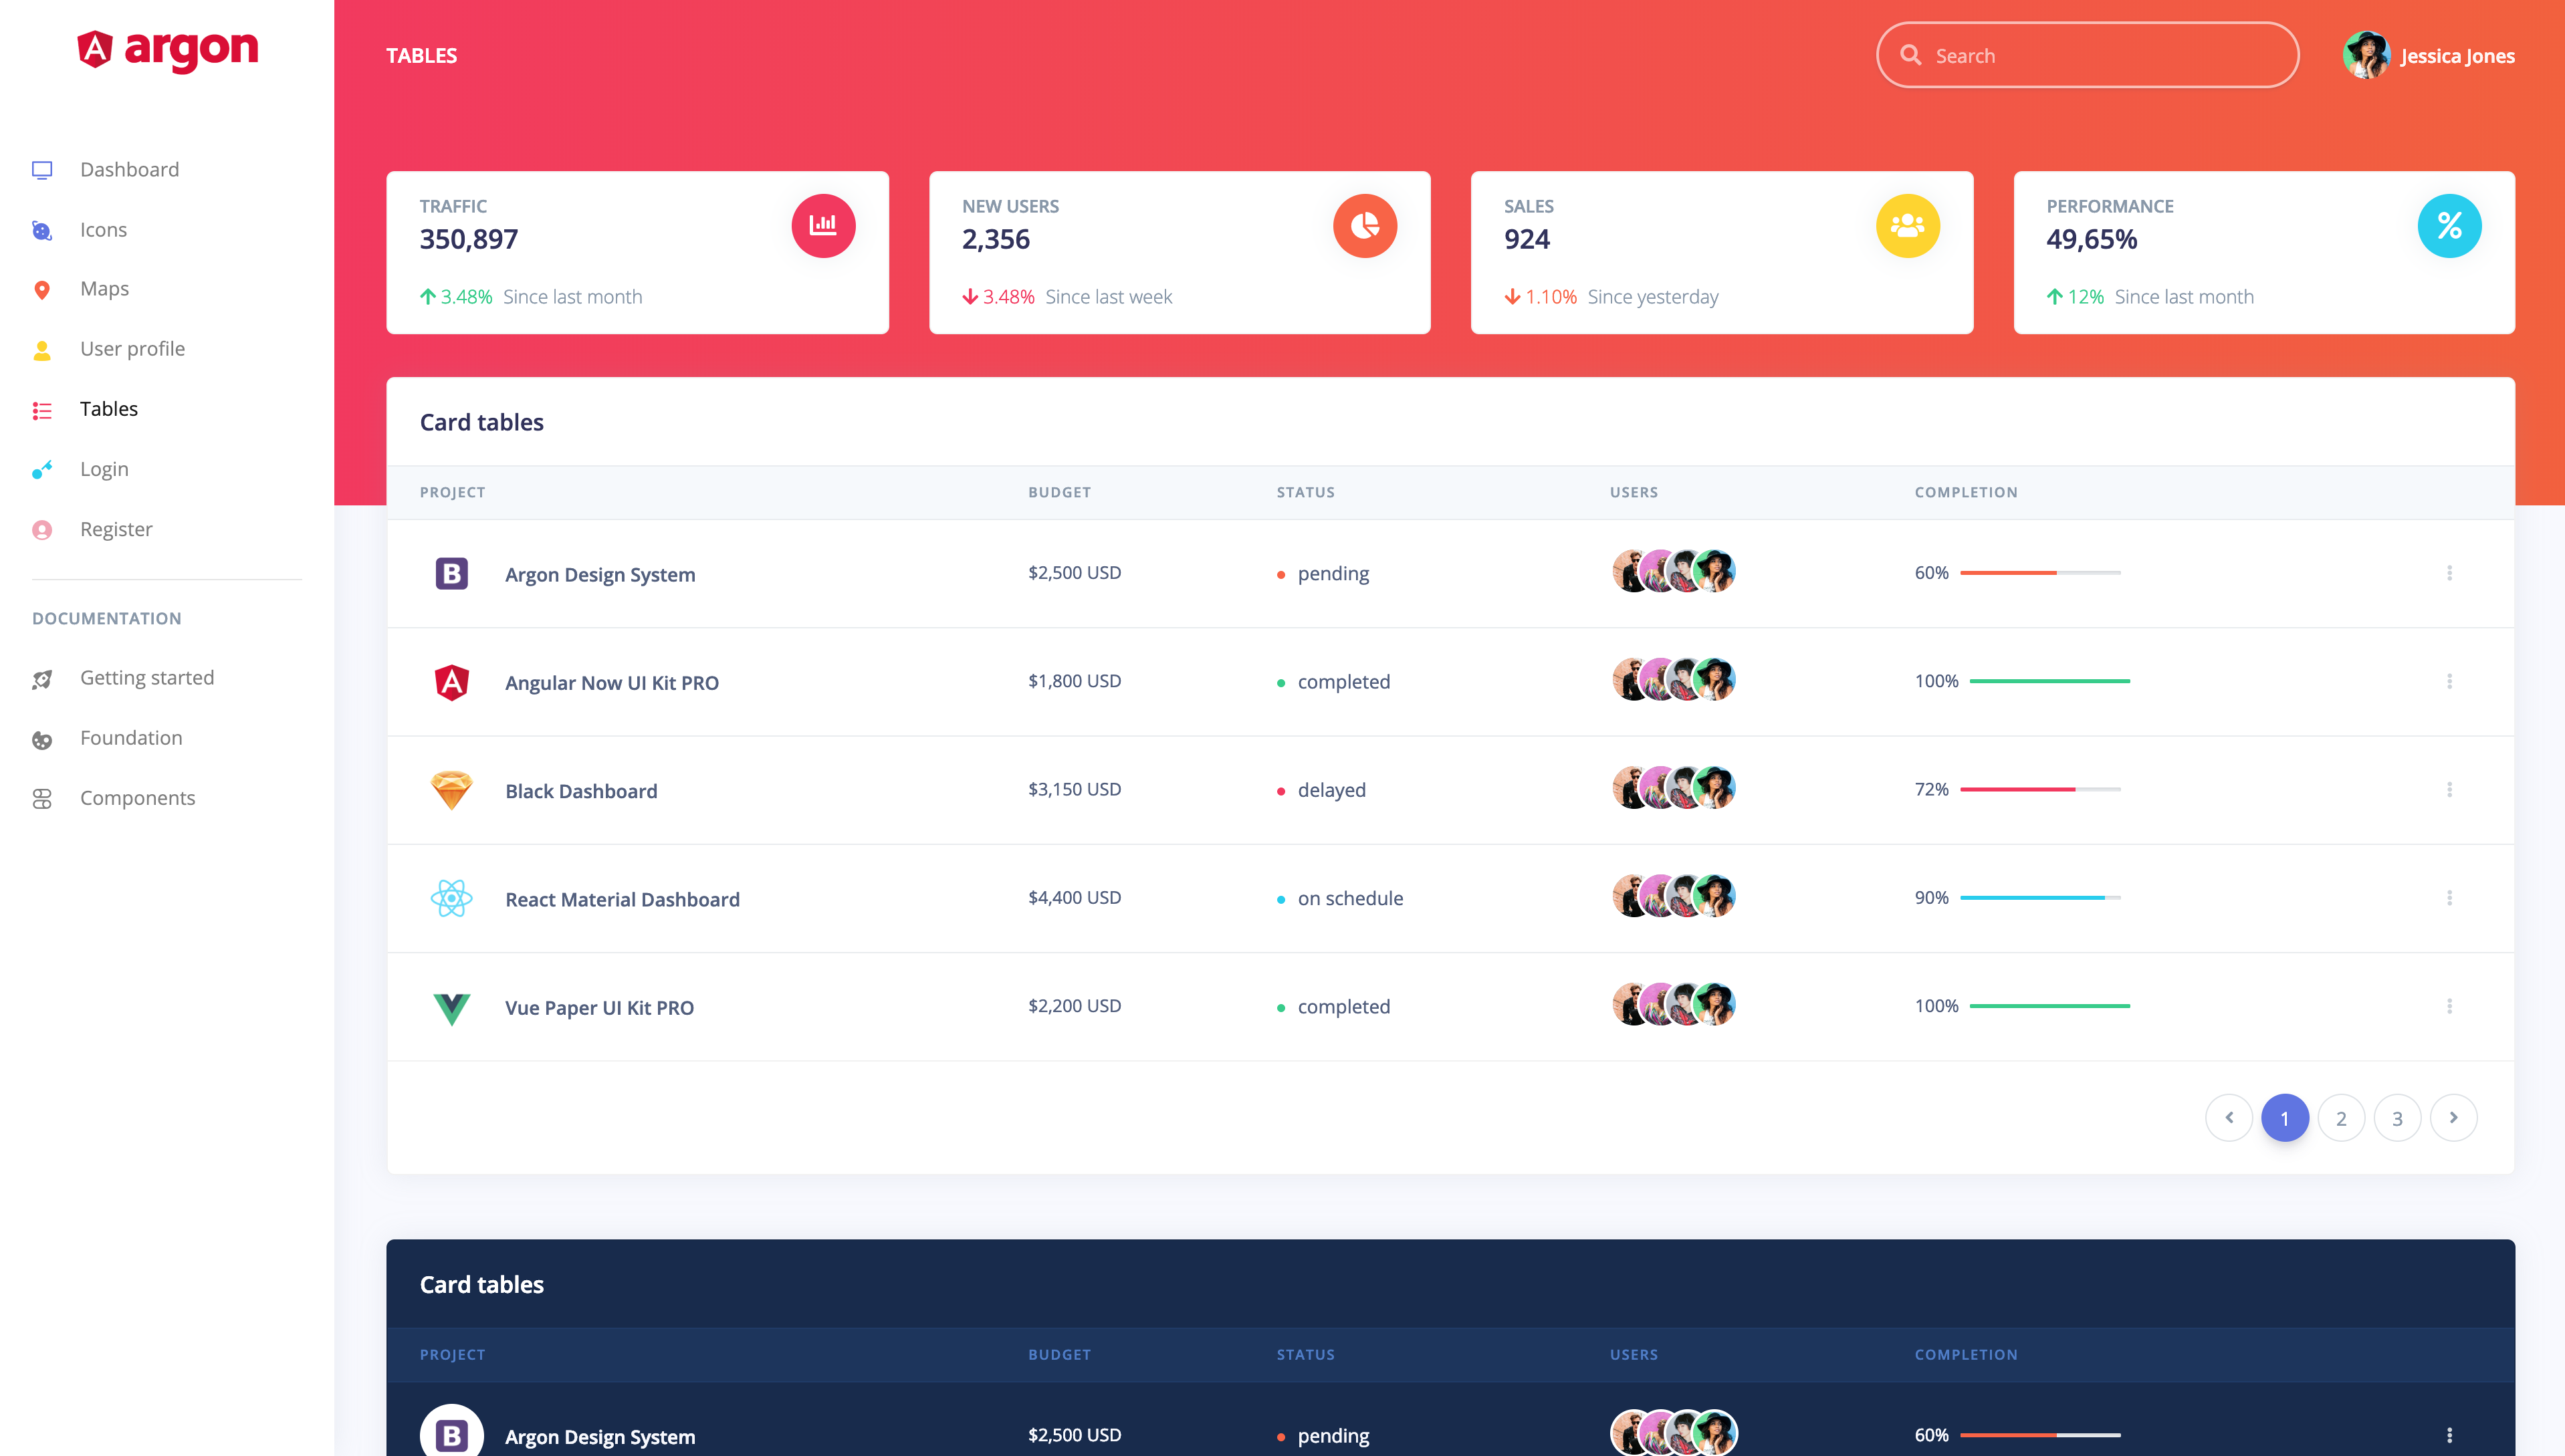 argon
Dashboard
Icons
Maps
User profile
Tables
Login
Register
DOCUMENTATION
Getting started
Foundation
Components
TABLES
Search
Jessica Jones
TRAFFIC
350,897
3.48% Since last month
NEW USERS
2,356
3.48% Since last week
SALES
924
1.10% Since yesterday
PERFORMANCE
49,65%
12% Since last month
Card tables
PROJECT BUDGET STATUS USERS COMPLETION
B Argon Design System $2,500 USD pending 60%
A Angular Now UI Kit PRO $1,800 USD completed 100%
Black Dashboard $3,150 USD delayed 72%
React Material Dashboard $4,400 USD on schedule 90%
Vue Paper UI Kit PRO $2,200 USD completed 100%
1 2 3
Card tables
PROJECT BUDGET STATUS USERS COMPLETION
B Argon Design System $2,500 USD pending 60%